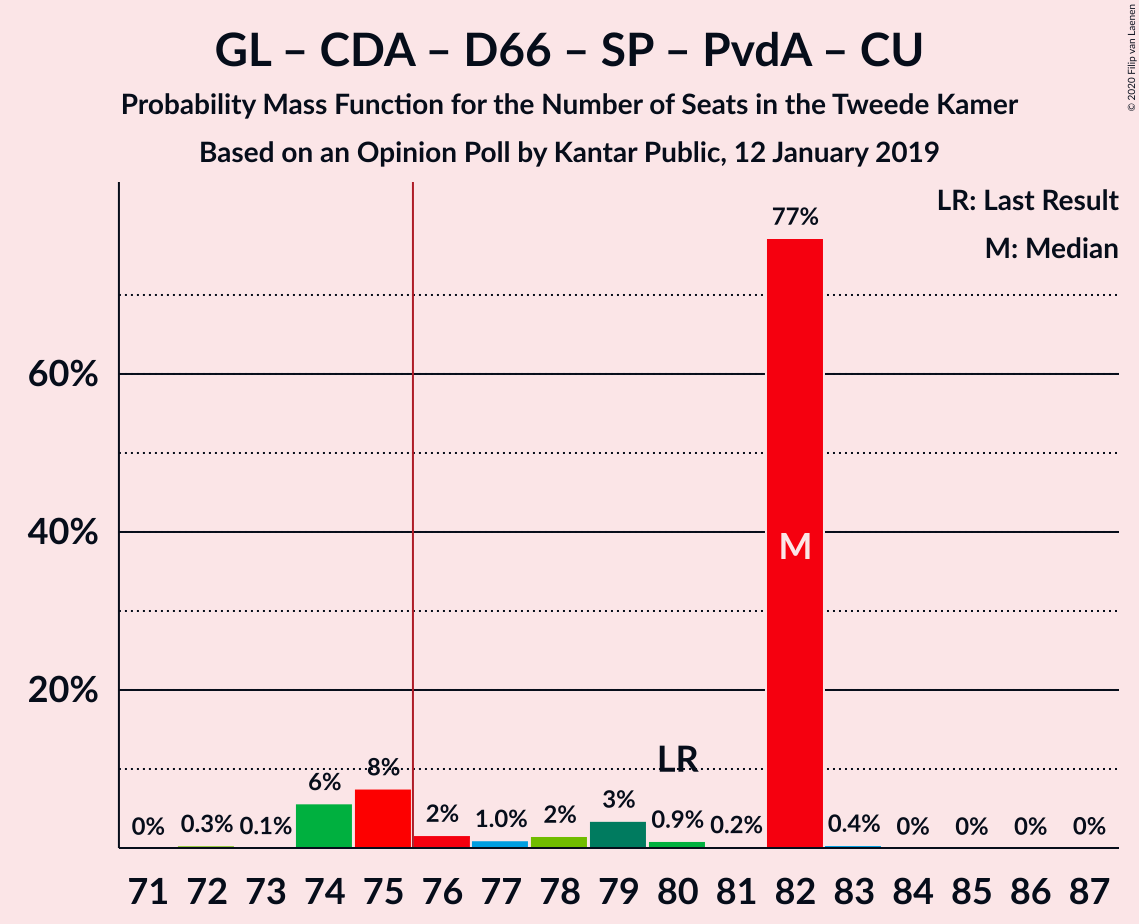 GL – CDA – D66 – SP – PvdA – CU
Probability Mass Function for the Number of Seats in the Tweede Kamer
Based on an Opinion Poll by Kantar Public, 12 January 2019
© 2020 Filip van Laenen
LR: Last Result
M: Median
77%
60%
40%
M
20%
LR
0% 0.3% 0.1% 6% 8% 2% 1.0% 2% 3% 0.9% 0.2% 0.4% 0% 0% 0% 0%
71 72 73 74 75 76 77 78 79 80 81 82 83 84 85 86 87